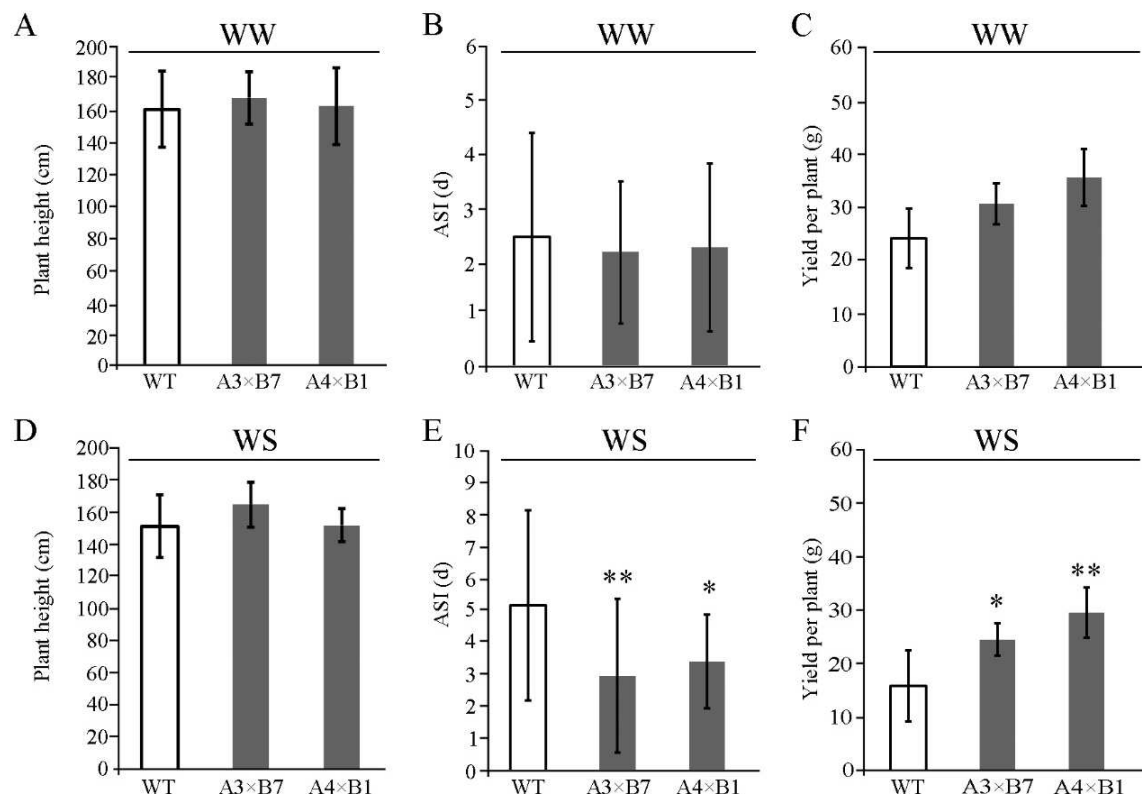 A
WW
Plant height (cm)
200
180
160
140
120
100
80
60
40
20
0
WT A3×B7 A4×B1
B
WW
ASI (d)
6
5
4
3
2
1
0
WT A3×B7 A4×B1
C
WW
Yield per plant (g)
60
50
40
30
20
10
0
WT A3×B7 A4×B1
D
WS
Plant height (cm)
200
180
160
140
120
100
80
60
40
20
0
WT A3×B7 A4×B1
E
WS
ASI (d)
10
9
8
7
6
5
4
3
2
1
0
** *
WT A3×B7 A4×B1
F
WS
Yield per plant (g)
60
50
40
30
20
10
0
* **
WT A3×B7 A4×B1